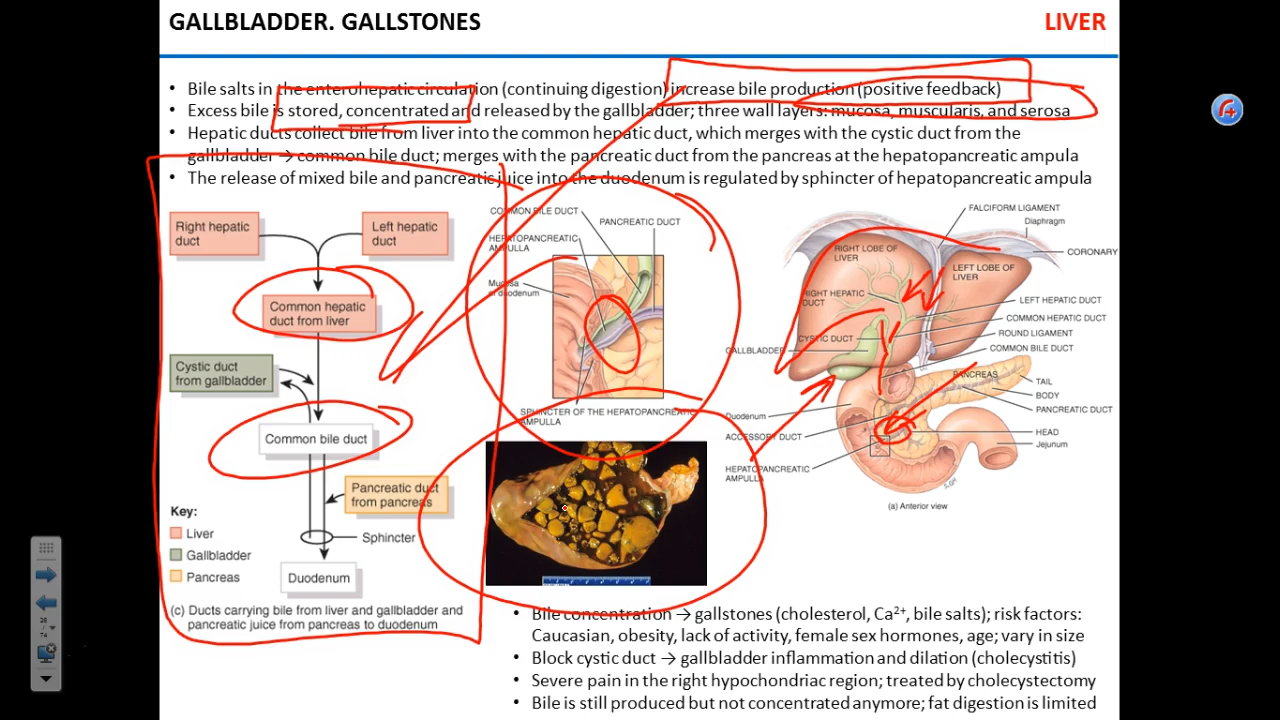 GALLBLADDER. GALLSTONES
LIVER
• Bile salts in the enterohepatic circulation (continuing digestion) increase bile production (positive feedback)
• Excess bile is stored, concentrated and released by the gallbladder; three wall layers: mucosa, muscularis, and serosa
• Hepatic ducts collect bile from liver into the common hepatic duct, which merges with the cystic duct from the
gallbladder → common bile duct; merges with the pancreatic duct from the pancreas at the hepatopancreatic ampula
• The release of mixed bile and pancreatic juice into the duodenum is regulated by sphincter of hepatopancreatic ampula
Right hepatic
duct
Left hepatic
duct
Common hepatic
duct from liver
Cystic duct
from gallbladder
Common bile duct
Pancreatic duct
from pancreas
Key:
Liver
Gallbladder
Pancreas
Sphincter
Duodenum
(c) Ducts carrying bile from liver and gallbladder and
pancreatic juice from pancreas to duodenum
COMMON BILE DUCT
PANCREATIC DUCT
HEPATOPANCREATIC
AMPULLA
Mucosa
of duodenum
SPHINCTER OF THE HEPATOPANCREATIC
AMPULLA
FALCIFORM LIGAMENT
Diaphragm
CORONARY
RIGHT LOBE OF
LIVER
LEFT LOBE OF
LIVER
RIGHT HEPATIC
DUCT
LEFT HEPATIC DUCT
COMMON HEPATIC DUCT
CYSTIC DUCT
ROUND LIGAMENT
GALLBLADDER
COMMON BILE DUCT
PANCREAS
TAIL
BODY
PANCREATIC DUCT
Duodenum
ACCESSORY DUCT
HEAD
Jejunum
HEPATOPANCREATIC
AMPULLA
(a) Anterior view
• Bile concentration → gallstones (cholesterol, Ca²⁺, bile salts); risk factors:
Caucasian, obesity, lack of activity, female sex hormones, age; vary in size
• Block cystic duct → gallbladder inflammation and dilation (cholecystitis)
• Severe pain in the right hypochondriac region; treated by cholecystectomy
• Bile is still produced but not concentrated anymore; fat digestion is limited